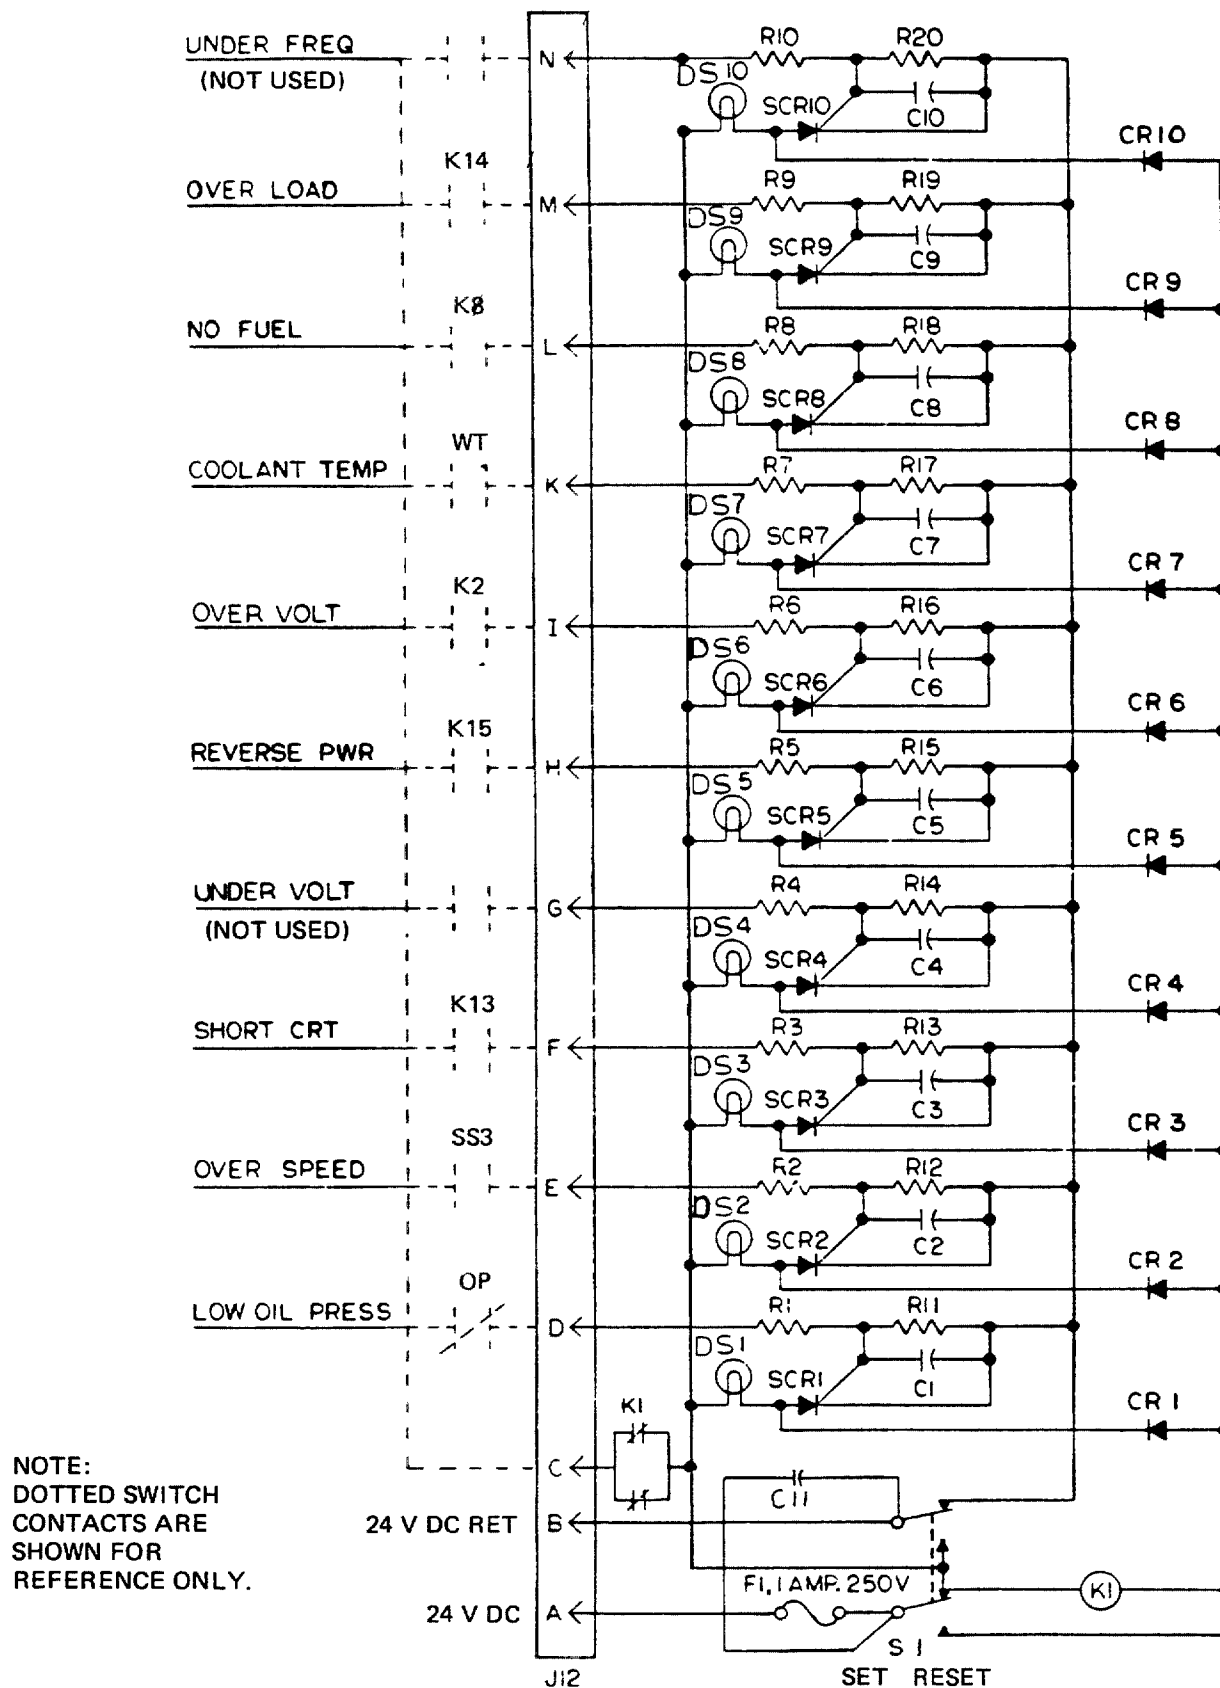 UNDER FREQ
(NOT USED)
N
R10
R20
DS10
SCR10
C10
CR10
K14
OVER LOAD
M
R9
R19
DS9
SCR9
C9
CR9
K8
NO FUEL
L
R8
R18
DS8
SCR8
C8
CR8
WT
COOLANT TEMP
K
R7
R17
DS7
SCR7
C7
CR7
K2
OVER VOLT
I
R6
R16
DS6
SCR6
C6
CR6
K15
REVERSE PWR
H
R5
R15
DS5
SCR5
C5
CR5
UNDER VOLT
(NOT USED)
G
R4
R14
DS4
SCR4
C4
CR4
K13
SHORT CRT
F
R3
R13
DS3
SCR3
C3
CR3
SS3
OVER SPEED
E
R2
R12
DS2
SCR2
C2
CR2
OP
LOW OIL PRESS
D
R1
R11
DS1
SCR1
C1
CR1
K1
C
NOTE:
DOTTED SWITCH
CONTACTS ARE
SHOWN FOR
REFERENCE ONLY.
C11
24 V DC RET
B
F1, 1 AMP. 250V
K1
24 V DC
A
S1
J12
SET RESET